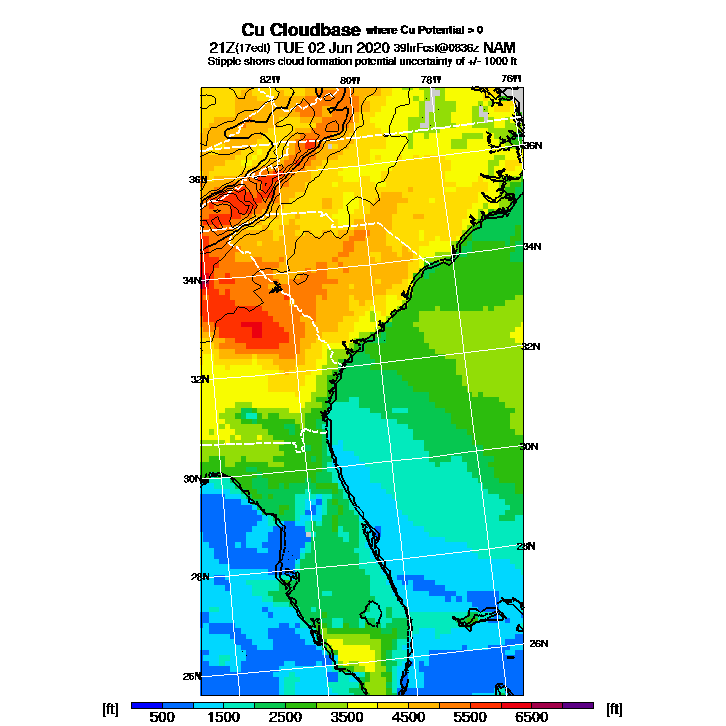 Cu Cloudbase where Cu Potential > 0
21Z(17edt) TUE 02 Jun 2020 39hrFcst@0836z NAM
Stipple shows cloud formation potential uncertainty of +/- 1000 ft
82W 80W 78W 76W
36N
36N
34N
34N
32N
32N
30N
30N
28N
28N
26N
26N
[ft] 500 1500 2500 3500 4500 5500 6500 [ft]